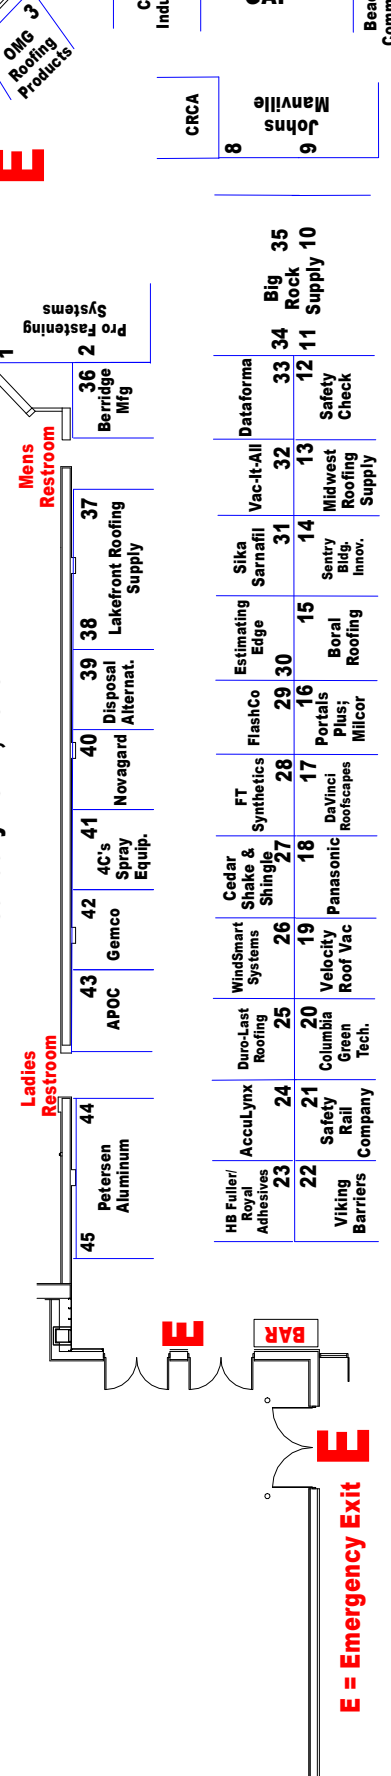 3
OMG
Roofing
Products
E
CRCA
8
Johns
Manville
9
Pro Fastening
Systems
1
2
36
Berridge
Mfg
Mens
Restroom
37
Lakefront Roofing
Supply
38
39
Disposal
Alternat.
40
Novagard
41
4C's
Spray
Equip.
42
Gemco
43
APOC
Ladies
Restroom
44
Petersen
Aluminum
45
35
10
Big
Rock
Supply
34
11
Dataforma
33
12
Safety
Check
Vac-It-All
32
13
Midwest
Roofing
Supply
Sika
Sarnafil
31
14
Sentry
Bldg.
Innov.
Estimating
Edge
30
15
Boral
Roofing
FlashCo
29
16
Portals
Plus;
Milcor
FT
Synthetics
28
17
DaVinci
Roofscapes
Cedar
Shake &
Shingle
27
18
Panasonic
WindSmart
Systems
26
19
Velocity
Roof Vac
Duro-Last
Roofing
25
20
Columbia
Green
Tech.
AccuLynx
24
21
Safety
Rail
Company
HB Fuller/
Royal
Adhesives
23
22
Viking
Barriers
E
BAR
E
E = Emergency Exit